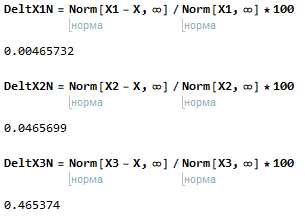 DeltX1N = Norm[X1 - X, ∞] / Norm[X1, ∞] * 100
норма норма
0.00465732
DeltX2N = Norm[X2 - X, ∞] / Norm[X2, ∞] * 100
норма норма
0.0465699
DeltX3N = Norm[X3 - X, ∞] / Norm[X3, ∞] * 100
норма норма
0.465374